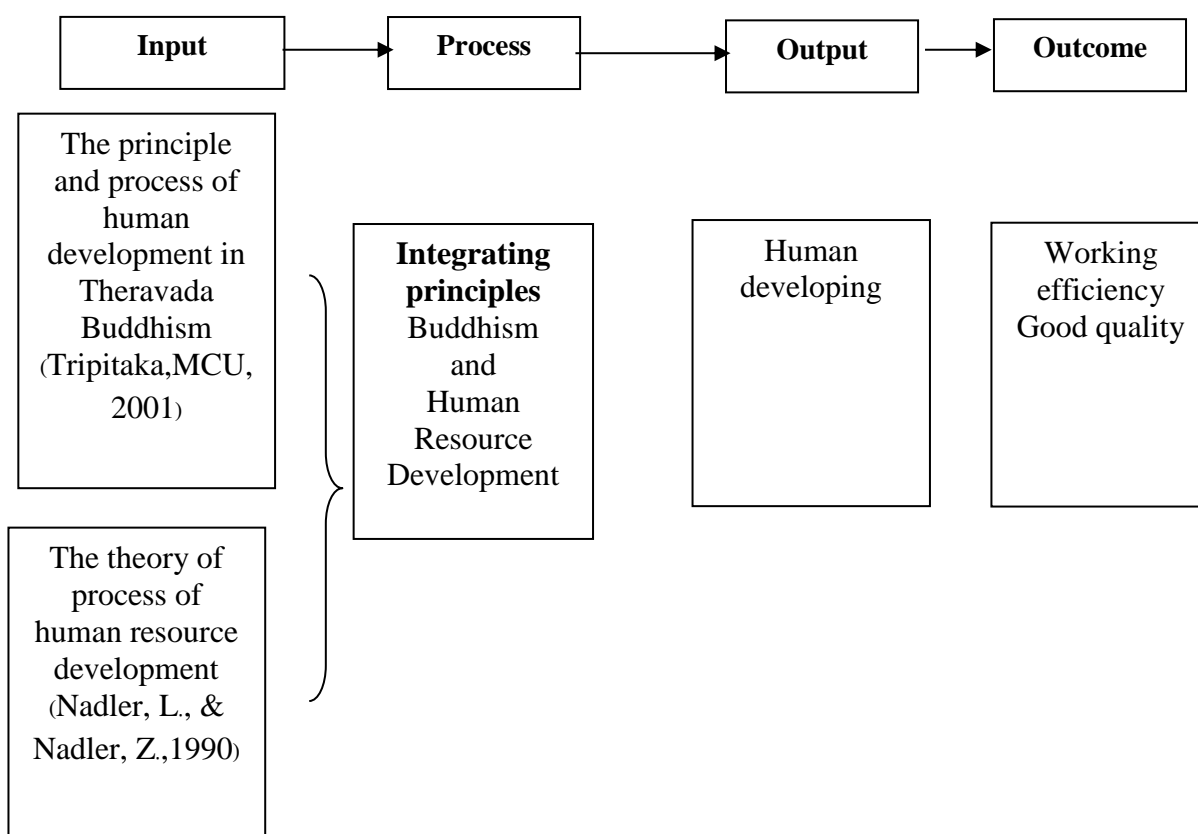 Input
Process
Output
Outcome
The principle
and process of
human
development in
Theravada
Buddhism
(Tripitaka,MCU,
2001)
The theory of
process of
human resource
development
(Nadler, L., &
Nadler, Z.,1990)
Integrating
principles
Buddhism
and
Human
Resource
Development
Human
developing
Working
efficiency
Good quality